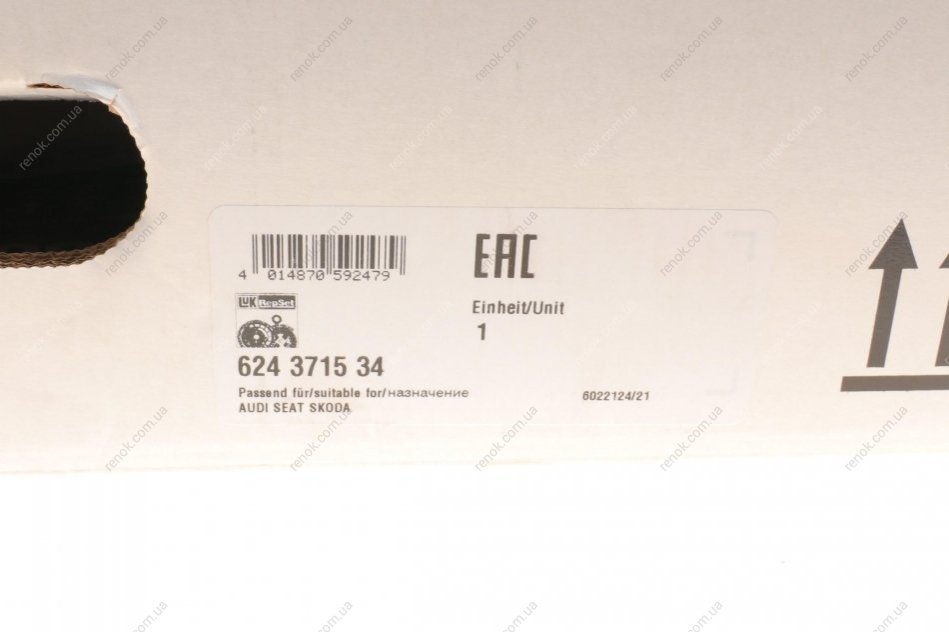 4 014870 592479
EAC
LUK RepSet
Einheit/Unit
1
624 3715 34
Passend für/suitable for/назначение
AUDI SEAT SKODA
6022124/21
renok.com.ua